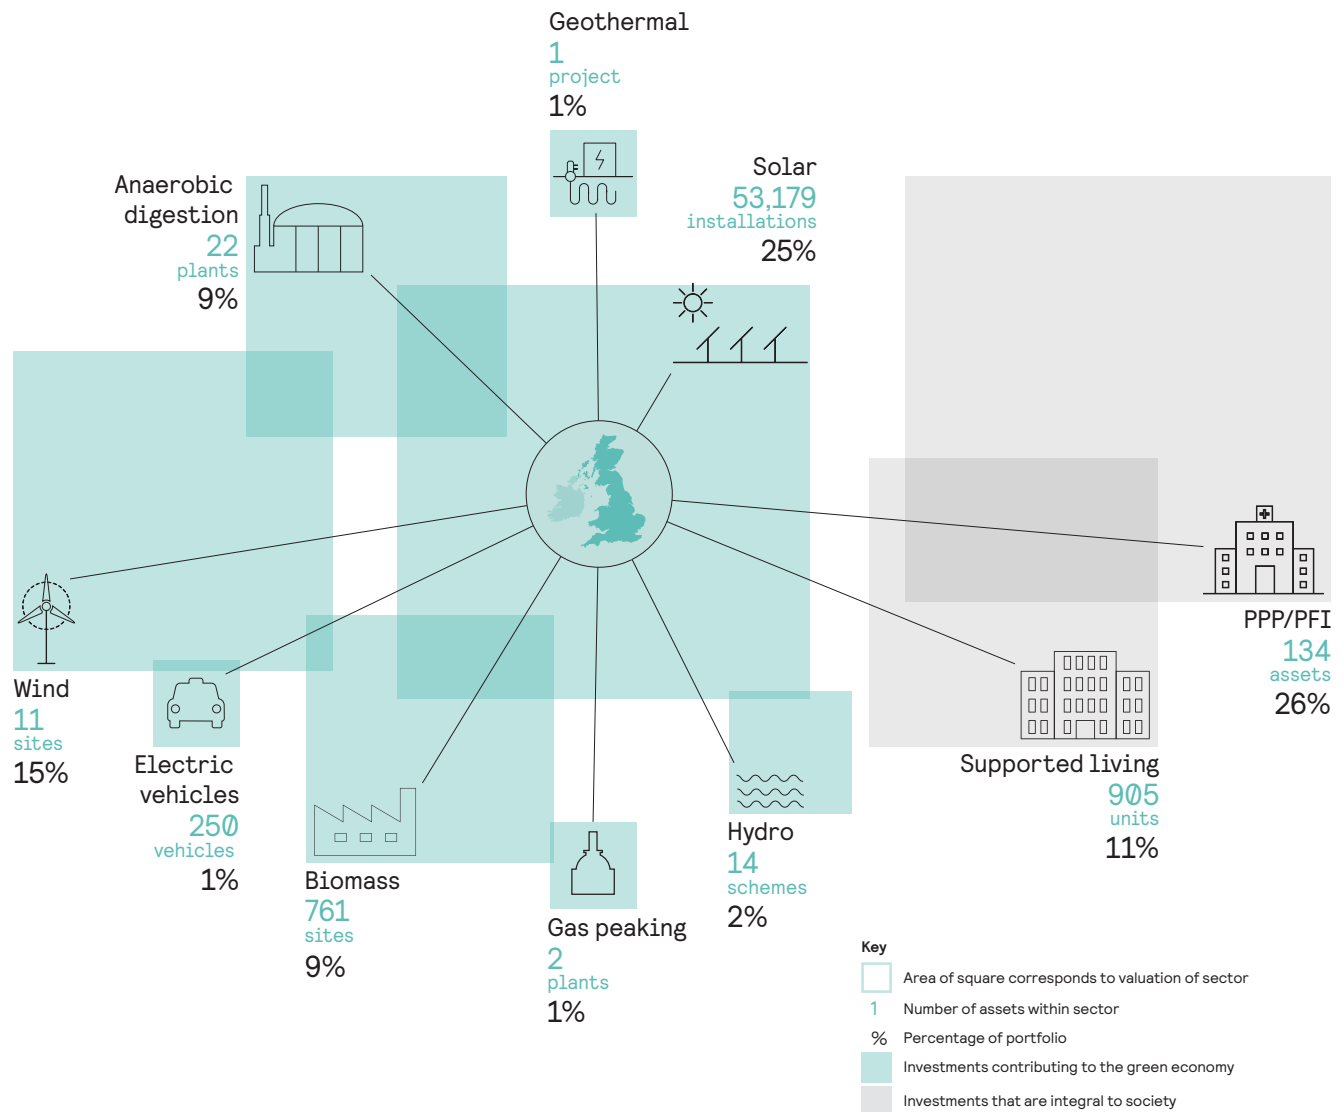 Geothermal
1
project
1%
Anaerobic
digestion
22
plants
9%
Solar
53,179
installations
25%
Wind
11
sites
15%
Electric
vehicles
250
vehicles
1%
Biomass
761
sites
9%
Gas peaking
2
plants
1%
Hydro
14
schemes
2%
Supported living
905
units
11%
PPP/PFI
134
assets
26%
Key
Area of square corresponds to valuation of sector
1 Number of assets within sector
% Percentage of portfolio
Investments contributing to the green economy
Investments that are integral to society